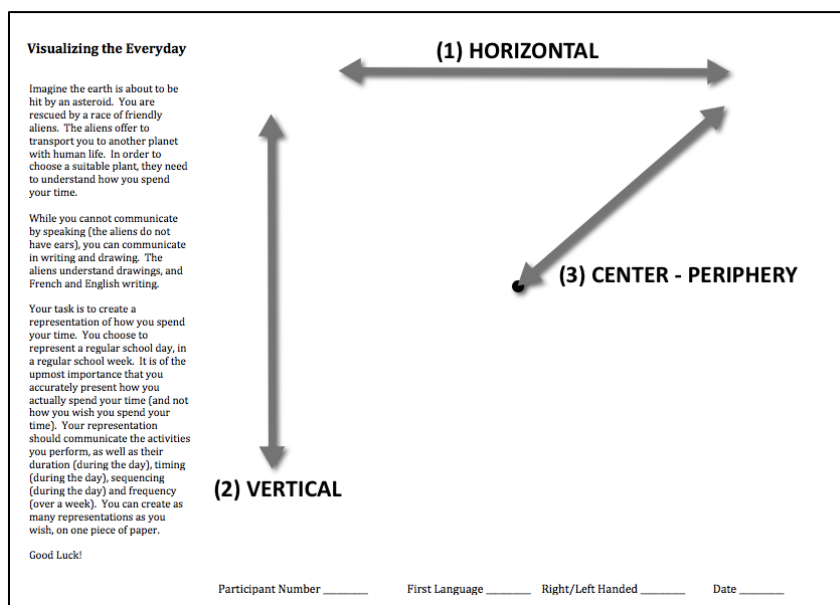 Visualizing the Everyday
Imagine the earth is about to be
hit by an asteroid.  You are
rescued by a race of friendly
aliens.  The aliens offer to
transport you to another planet
with human life.  In order to
choose a suitable plant, they need
to understand how you spend
your time.
While you cannot communicate
by speaking (the aliens do not
have ears), you can communicate
in writing and drawing.  The
aliens understand drawings, and
French and English writing.
Your task is to create a
representation of how you spend
your time.  You choose to
represent a regular school day, in
a regular school week.  It is of the
upmost importance that you
accurately present how you
actually spend your time (and not
how you wish you spend your
time).  Your representation
should communicate the activities
you perform, as well as their
duration (during the day), timing
(during the day), sequencing
(during the day) and frequency
(over a week).  You can create as
many representations as you
wish, on one piece of paper.
Good Luck!
(1) HORIZONTAL
(3) CENTER - PERIPHERY
(2) VERTICAL
Participant Number ________ First Language ________ Right/Left Handed ________ Date ________